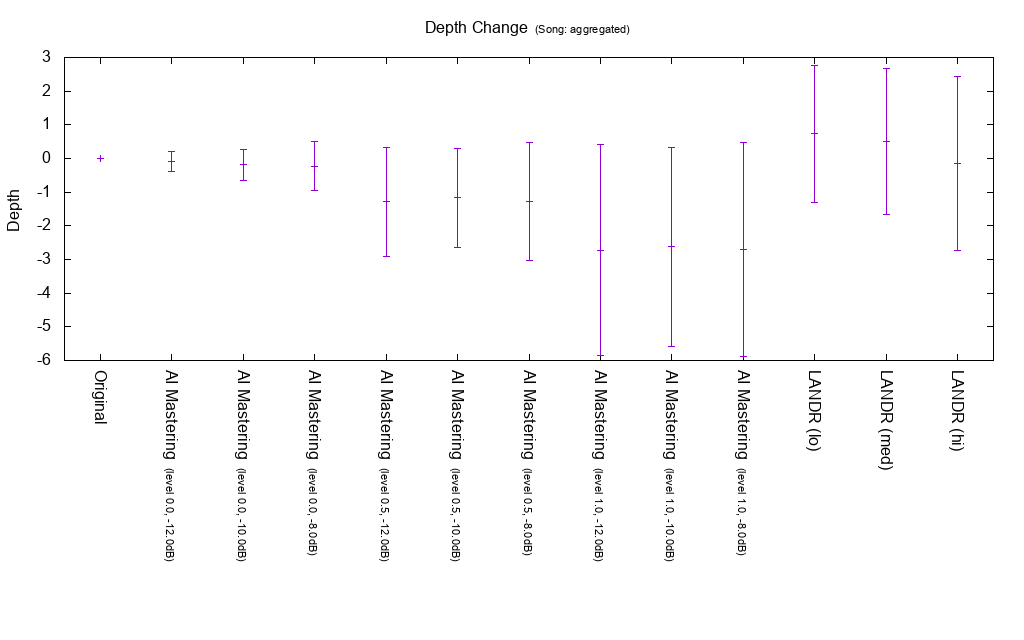 Depth Change (Song: aggregated)
3
2
1
0
-1
-2
-3
-4
-5
-6
Depth
Original
AI Mastering (level 0.0, -12.0dB)
AI Mastering (level 0.0, -10.0dB)
AI Mastering (level 0.0, -8.0dB)
AI Mastering (level 0.5, -12.0dB)
AI Mastering (level 0.5, -10.0dB)
AI Mastering (level 0.5, -8.0dB)
AI Mastering (level 1.0, -12.0dB)
AI Mastering (level 1.0, -10.0dB)
AI Mastering (level 1.0, -8.0dB)
LANDR (lo)
LANDR (med)
LANDR (hi)